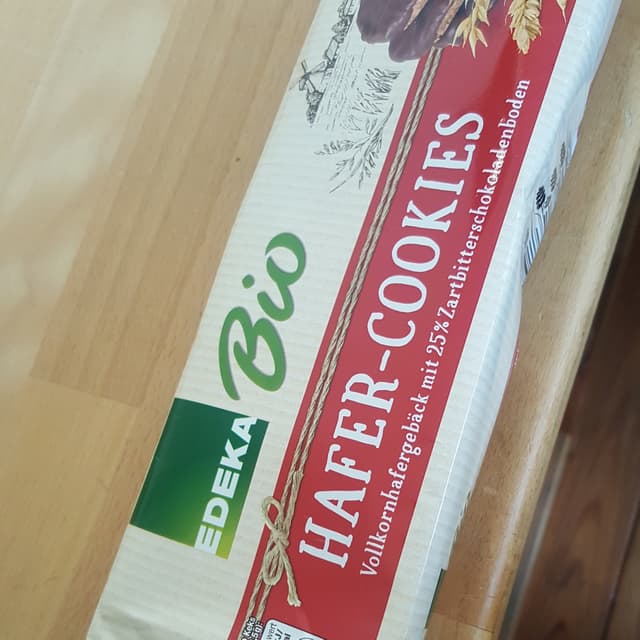 EDEKA
Bio
HAFER-COOKIES
Vollkornhafergebäck mit 25% Zartbitterschokoladenboden